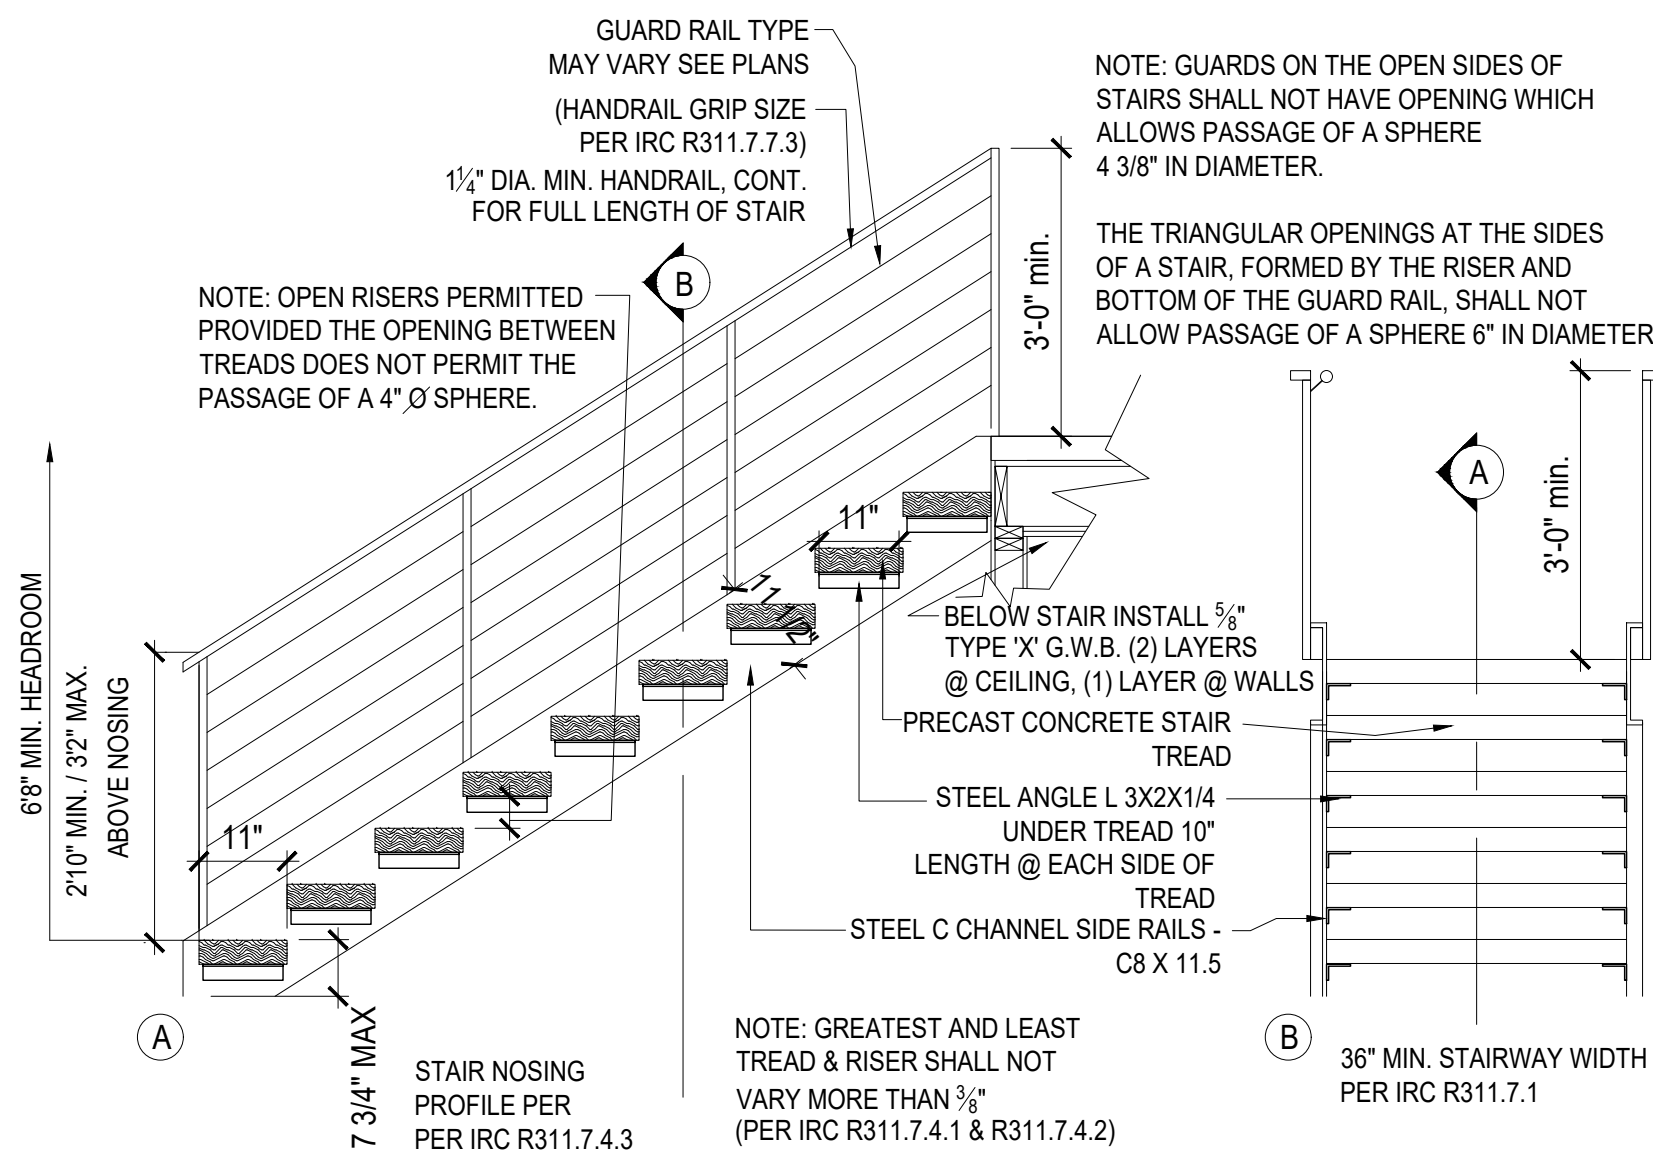 GUARD RAIL TYPE
MAY VARY SEE PLANS
(HANDRAIL GRIP SIZE
PER IRC R311.7.7.3)
1 1/4" DIA. MIN. HANDRAIL, CONT.
FOR FULL LENGTH OF STAIR
NOTE: GUARDS ON THE OPEN SIDES OF
STAIRS SHALL NOT HAVE OPENING WHICH
ALLOWS PASSAGE OF A SPHERE
4 3/8" IN DIAMETER.
THE TRIANGULAR OPENINGS AT THE SIDES
OF A STAIR, FORMED BY THE RISER AND
BOTTOM OF THE GUARD RAIL, SHALL NOT
ALLOW PASSAGE OF A SPHERE 6" IN DIAMETER
NOTE: OPEN RISERS PERMITTED
PROVIDED THE OPENING BETWEEN
TREADS DOES NOT PERMIT THE
PASSAGE OF A 4" Ø SPHERE.
B
3'-0" min.
A
3'-0" min.
11"
11 1/2"
6'8" MIN. HEADROOM
2'10" MIN. / 3'2" MAX.
ABOVE NOSING
11"
BELOW STAIR INSTALL 5/8"
TYPE 'X' G.W.B. (2) LAYERS
@ CEILING, (1) LAYER @ WALLS
PRECAST CONCRETE STAIR
TREAD
STEEL ANGLE L 3X2X1/4
UNDER TREAD 10"
LENGTH @ EACH SIDE OF
TREAD
STEEL C CHANNEL SIDE RAILS -
C8 X 11.5
A
7 3/4" MAX
STAIR NOSING
PROFILE PER
PER IRC R311.7.4.3
NOTE: GREATEST AND LEAST
TREAD & RISER SHALL NOT
VARY MORE THAN 3/8"
(PER IRC R311.7.4.1 & R311.7.4.2)
B
36" MIN. STAIRWAY WIDTH
PER IRC R311.7.1